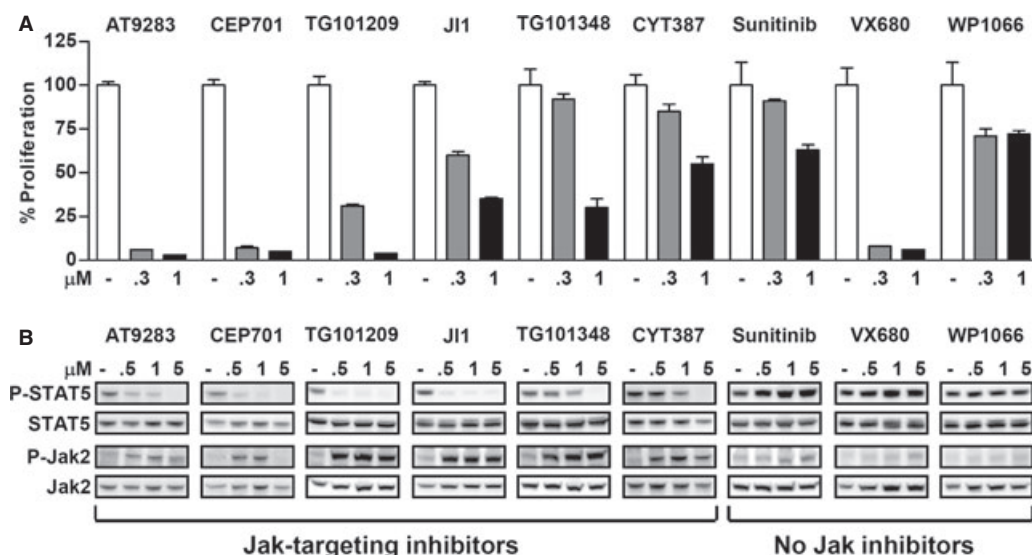 A
AT9283 CEP701 TG101209 JI1 TG101348 CYT387 Sunitinib VX680 WP1066
% Proliferation
125
100
75
50
25
0
μM - .3 1 - .3 1 - .3 1 - .3 1 - .3 1 - .3 1 - .3 1 - .3 1 - .3 1
B
AT9283 CEP701 TG101209 JI1 TG101348 CYT387 Sunitinib VX680 WP1066
μM - .5 1 5 - .5 1 5 - .5 1 5 - .5 1 5 - .5 1 5 - .5 1 5 - .5 1 5 - .5 1 5 - .5 1 5
P-STAT5
STAT5
P-Jak2
Jak2
Jak-targeting inhibitors No Jak inhibitors